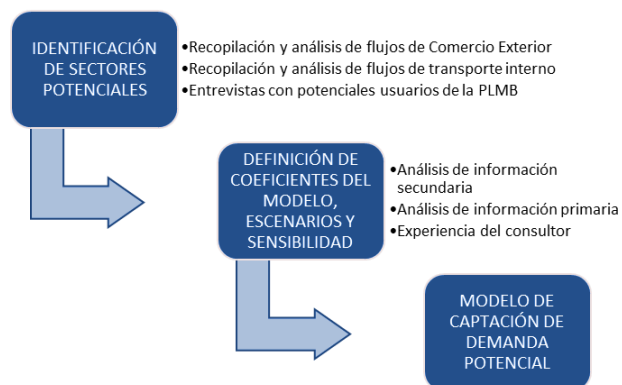 IDENTIFICACIÓN
DE SECTORES
POTENCIALES
•Recopilación y análisis de flujos de Comercio Exterior
•Recopilación y análisis de flujos de transporte interno
•Entrevistas con potenciales usuarios de la PLMB
DEFINICIÓN DE
COEFICIENTES DEL
MODELO,
ESCENARIOS Y
SENSIBILIDAD
•Análisis de información
secundaria
•Análisis de información primaria
•Experiencia del consultor
MODELO DE
CAPTACIÓN DE
DEMANDA
POTENCIAL